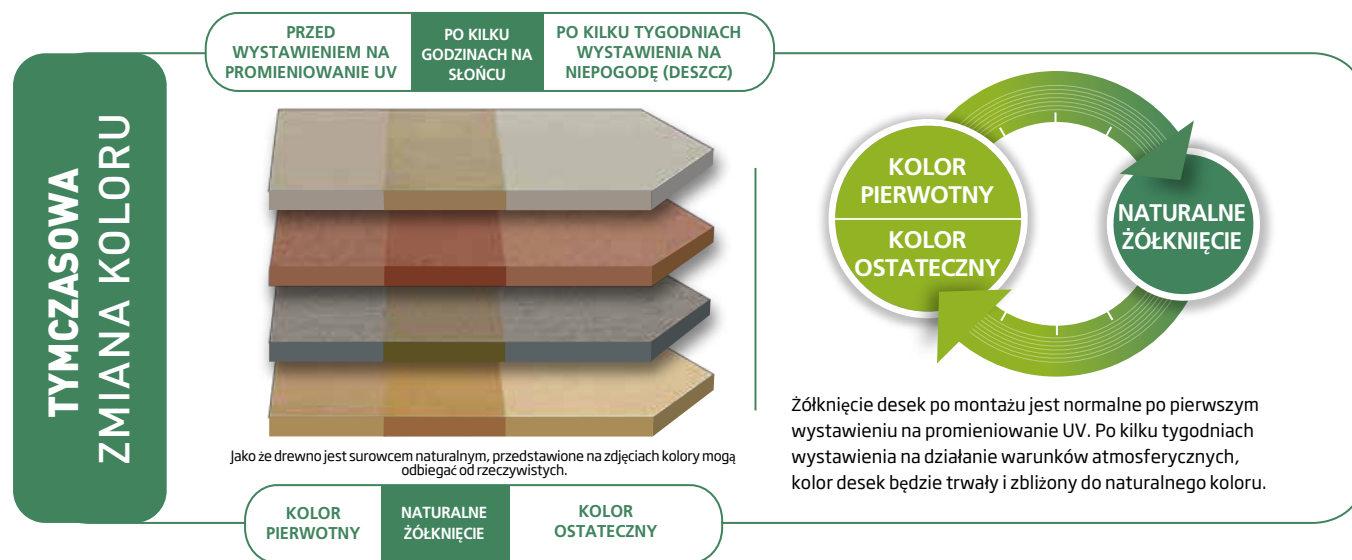 TYMCZASOWA
ZMIANA KOLORU
PRZED
WYSTAWIENIEM NA
PROMIENIOWANIE UV
PO KILKU
GODZINACH NA
SŁOŃCU
PO KILKU TYGODNIACH
WYSTAWIENIA NA
NIEPOGODĘ (DESZCZ)
Jako że drewno jest surowcem naturalnym, przedstawione na zdjęciach kolory mogą
odbiegać od rzeczywistych.
KOLOR
PIERWOTNY
NATURALNE
ŻÓŁKNIĘCIE
KOLOR
OSTATECZNY
KOLOR
PIERWOTNY
KOLOR
OSTATECZNY
NATURALNE
ŻÓŁKNIĘCIE
Żółknięcie desek po montażu jest normalne po pierwszym
wystawieniu na promieniowanie UV. Po kilku tygodniach
wystawienia na działanie warunków atmosferycznych,
kolor desek będzie trwały i zbliżony do naturalnego koloru.